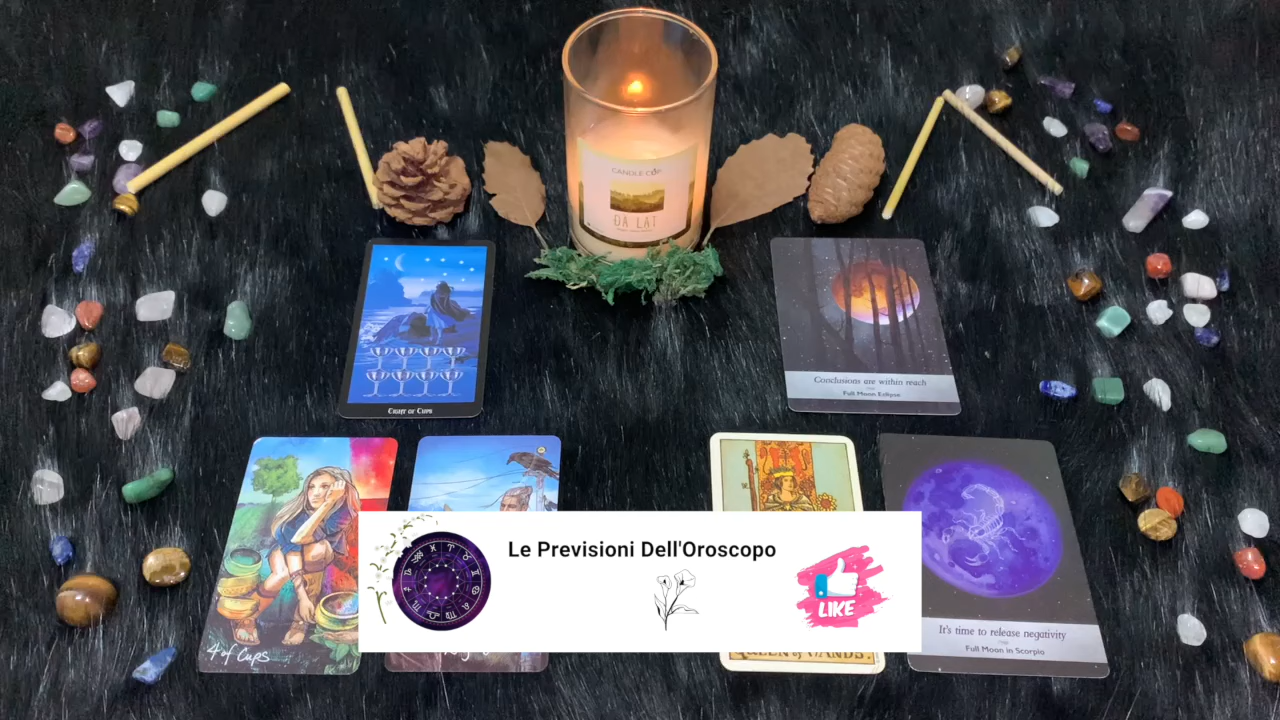 CANDLE CUP
ĐÀ LẠT
Eight of Cups
Conclusions are within reach
Full Moon Eclipse
Le Previsioni Dell'Oroscopo
LIKE
4 of Cups
QUEEN of WANDS.
It's time to release negativity
Full Moon in Scorpio